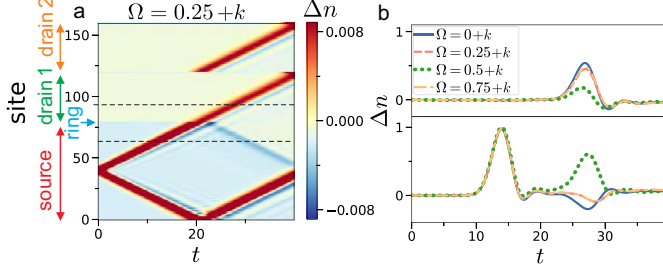 a
Ω = 0.25+k
Δn
site
source
ring
drain 1
drain 2
150
100
50
0
0
20
t
0.008
0.000
−0.008
b
Δn
1
0
1
0
Ω = 0+k
Ω = 0.25+k
Ω = 0.5+k
Ω = 0.75+k
0
10
20
30
t